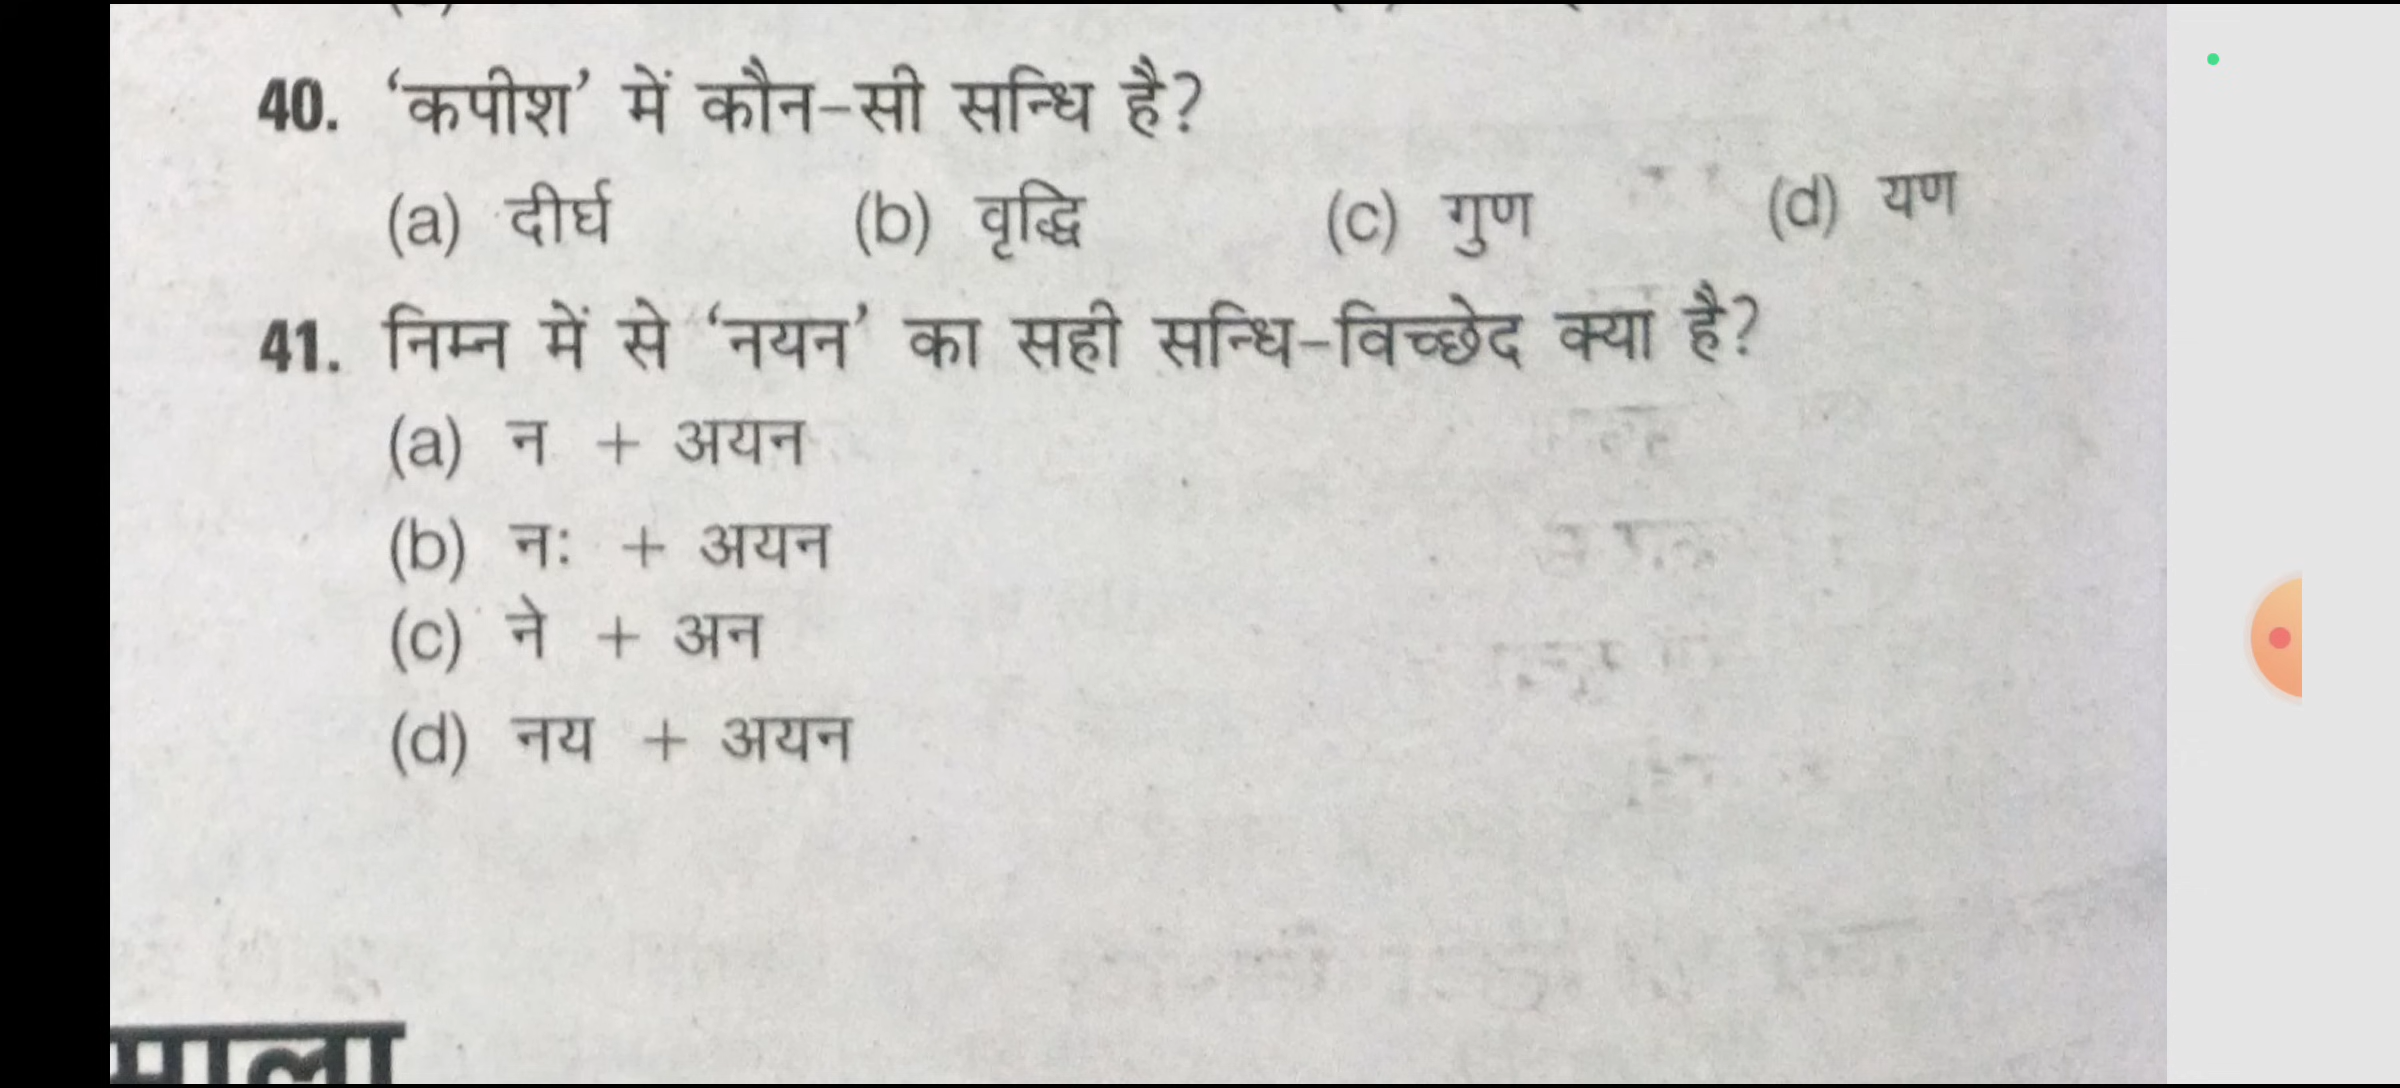 40. ‘कपीश’ में कौन-सी सन्धि है?
(a) दीर्घ (b) वृद्धि (c) गुण (d) यण
41. निम्न में से ‘नयन’ का सही सन्धि-विच्छेद क्या है?
(a) न + अयन
(b) नः + अयन
(c) ने + अन
(d) नय + अयन
माला